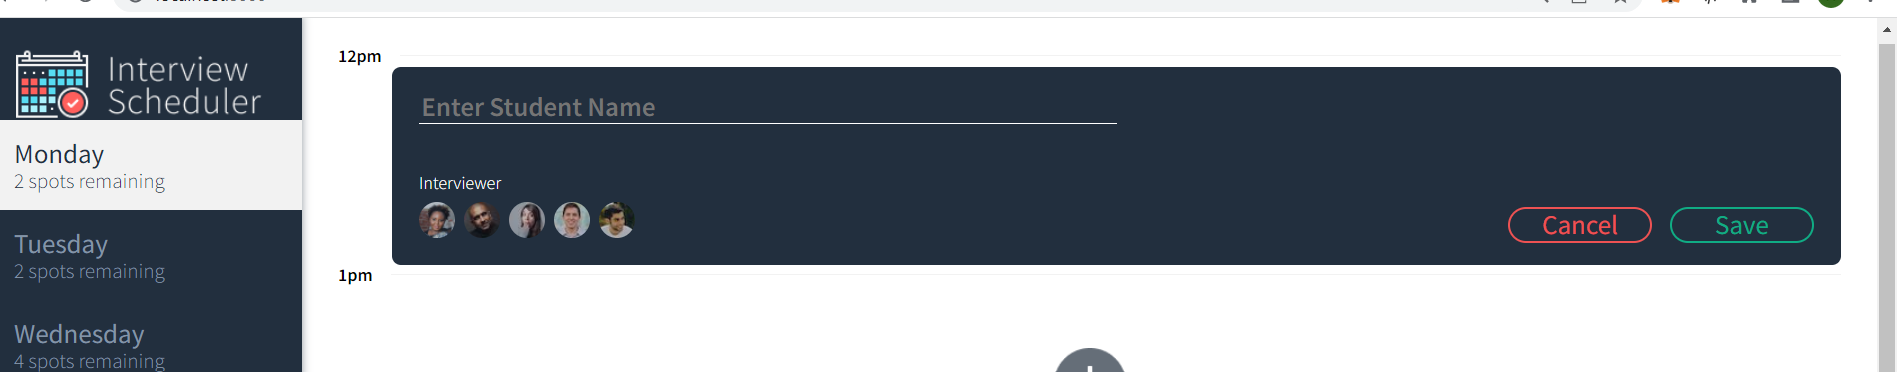 Interview
Scheduler
Monday
2 spots remaining
Tuesday
2 spots remaining
Wednesday
4 spots remaining
12pm
Enter Student Name
Interviewer
Cancel
Save
1pm